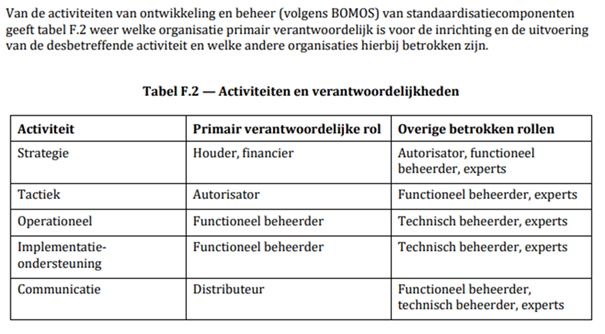 Van de activiteiten van ontwikkeling en beheer (volgens BOMOS) van standaardisatiecomponenten
geeft tabel F.2 weer welke organisatie primair verantwoordelijk is voor de inrichting en de uitvoering
van de desbetreffende activiteit en welke andere organisaties hierbij betrokken zijn.
Tabel F.2 — Activiteiten en verantwoordelijkheden
Activiteit Primair verantwoordelijke rol Overige betrokken rollen
Strategie Houder, financier Autorisator, functioneel
beheerder, experts
Tactiek Autorisator Functioneel beheerder, experts
Operationeel Functioneel beheerder Technisch beheerder, experts
Implementatie- Functioneel beheerder Technisch beheerder, experts
ondersteuning
Communicatie Distributeur Functioneel beheerder,
technisch beheerder, experts